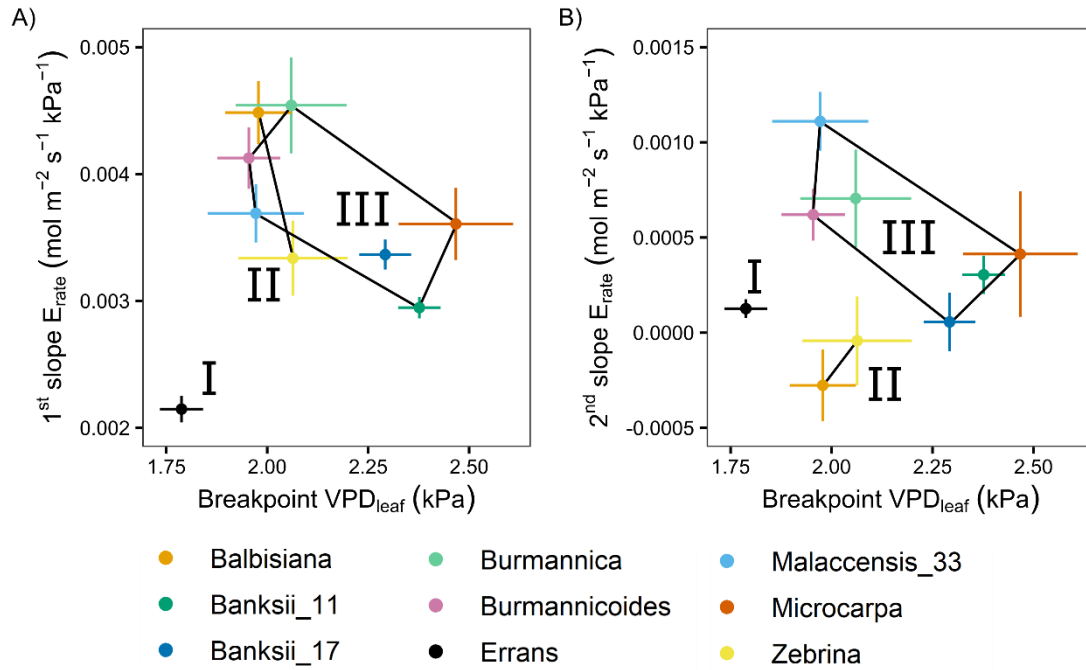 A)
1st slope Erate (mol m−2 s−1 kPa−1)
0.005
0.004
0.003
0.002
I
II
III
1.75 2.00 2.25 2.50
Breakpoint VPDleaf (kPa)
B)
2nd slope Erate (mol m−2 s−1 kPa−1)
0.0015
0.0010
0.0005
0.0000
-0.0005
I
II
III
1.75 2.00 2.25 2.50
Breakpoint VPDleaf (kPa)
Balbisiana
Banksii_11
Banksii_17
Burmannica
Burmannicoides
Errans
Malaccensis_33
Microcarpa
Zebrina